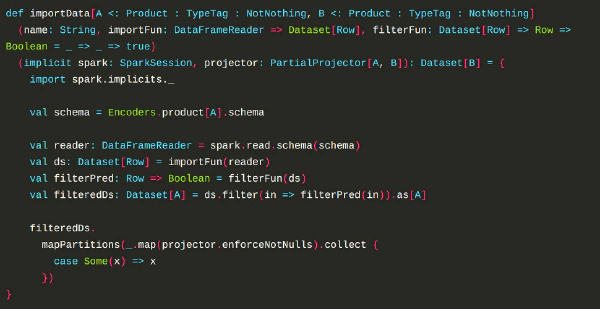 def importData[A <: Product : TypeTag : NotNothing, B <: Product : TypeTag : NotNothing]
(name: String, importFun: DataFrameReader => Dataset[Row], filterFun: Dataset[Row] => Row =>
Boolean = _ => _ => true)
(implicit spark: SparkSession, projector: PartialProjector[A, B]): Dataset[B] = {
import spark.implicits._
val schema = Encoders.product[A].schema
val reader: DataFrameReader = spark.read.schema(schema)
val ds: Dataset[Row] = importFun(reader)
val filterPred: Row => Boolean = filterFun(ds)
val filteredDs: Dataset[A] = ds.filter(in => filterPred(in)).as[A]
filteredDs.
mapPartitions(_.map(projector.enforceNotNulls).collect {
case Some(x) => x
})
}